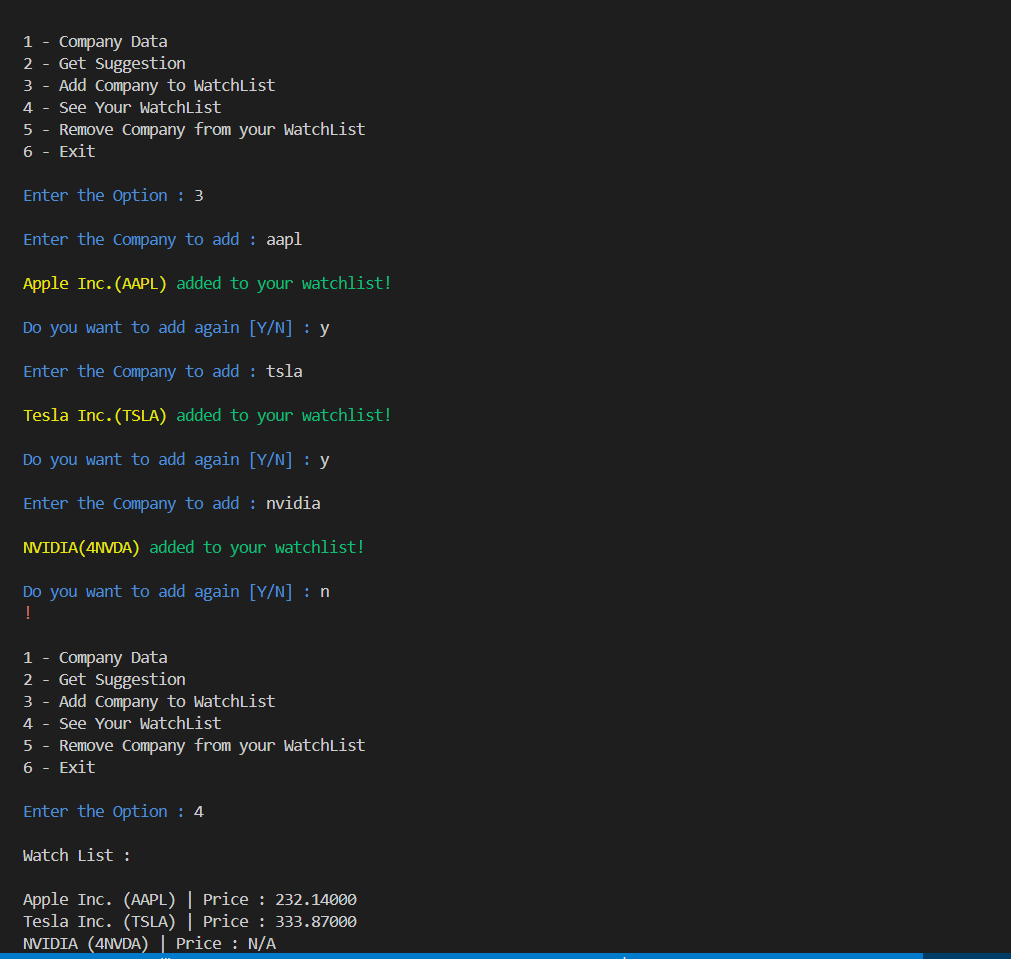 1 - Company Data
2 - Get Suggestion
3 - Add Company to WatchList
4 - See Your WatchList
5 - Remove Company from your WatchList
6 - Exit
Enter the Option : 3
Enter the Company to add : aapl
Apple Inc.(AAPL) added to your watchlist!
Do you want to add again [Y/N] : y
Enter the Company to add : tsla
Tesla Inc.(TSLA) added to your watchlist!
Do you want to add again [Y/N] : y
Enter the Company to add : nvidia
NVIDIA(4NVDA) added to your watchlist!
Do you want to add again [Y/N] : n
!
1 - Company Data
2 - Get Suggestion
3 - Add Company to WatchList
4 - See Your WatchList
5 - Remove Company from your WatchList
6 - Exit
Enter the Option : 4
Watch List :
Apple Inc. (AAPL) | Price : 232.14000
Tesla Inc. (TSLA) | Price : 333.87000
NVIDIA (4NVDA) | Price : N/A